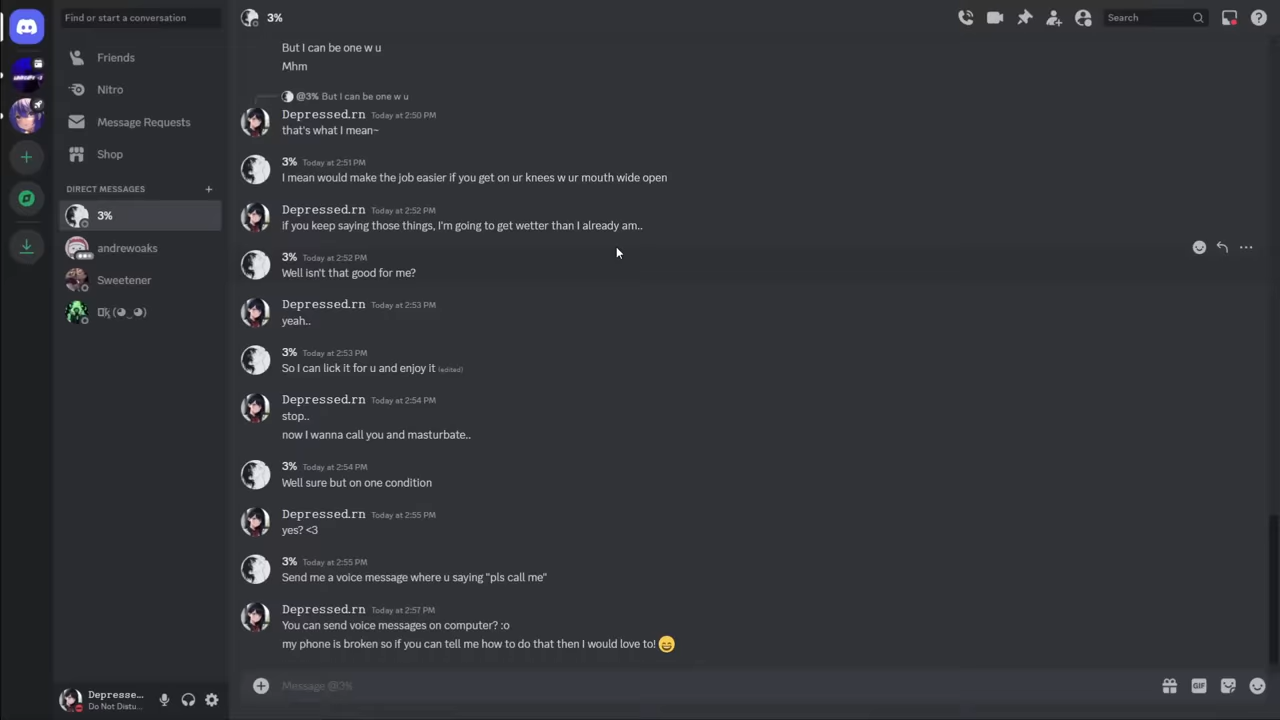 Find or start a conversation
3%
Search
Friends
Nitro
Message Requests
Shop
DIRECT MESSAGES
3%
andrewoaks
Sweetener
(◕‿◕)
But I can be one w u
Mhm
@3% But I can be one w u
Depressed.rn Today at 2:50 PM
that's what I mean~
3% Today at 2:51 PM
I mean would make the job easier if you get on ur knees w ur mouth wide open
Depressed.rn Today at 2:52 PM
if you keep saying those things, I'm going to get wetter than I already am..
3% Today at 2:52 PM
Well isn't that good for me?
Depressed.rn Today at 2:53 PM
yeah..
3% Today at 2:53 PM
So I can lick it for u and enjoy it (edited)
Depressed.rn Today at 2:54 PM
stop..
now I wanna call you and masturbate..
3% Today at 2:54 PM
Well sure but on one condition
Depressed.rn Today at 2:55 PM
yes? <3
3% Today at 2:55 PM
Send me a voice message where u saying "pls call me"
Depressed.rn Today at 2:57 PM
You can send voice messages on computer? :o
my phone is broken so if you can tell me how to do that then I would love to! 😄
Message @3%
GIF
Depresse...
Do Not Distu...